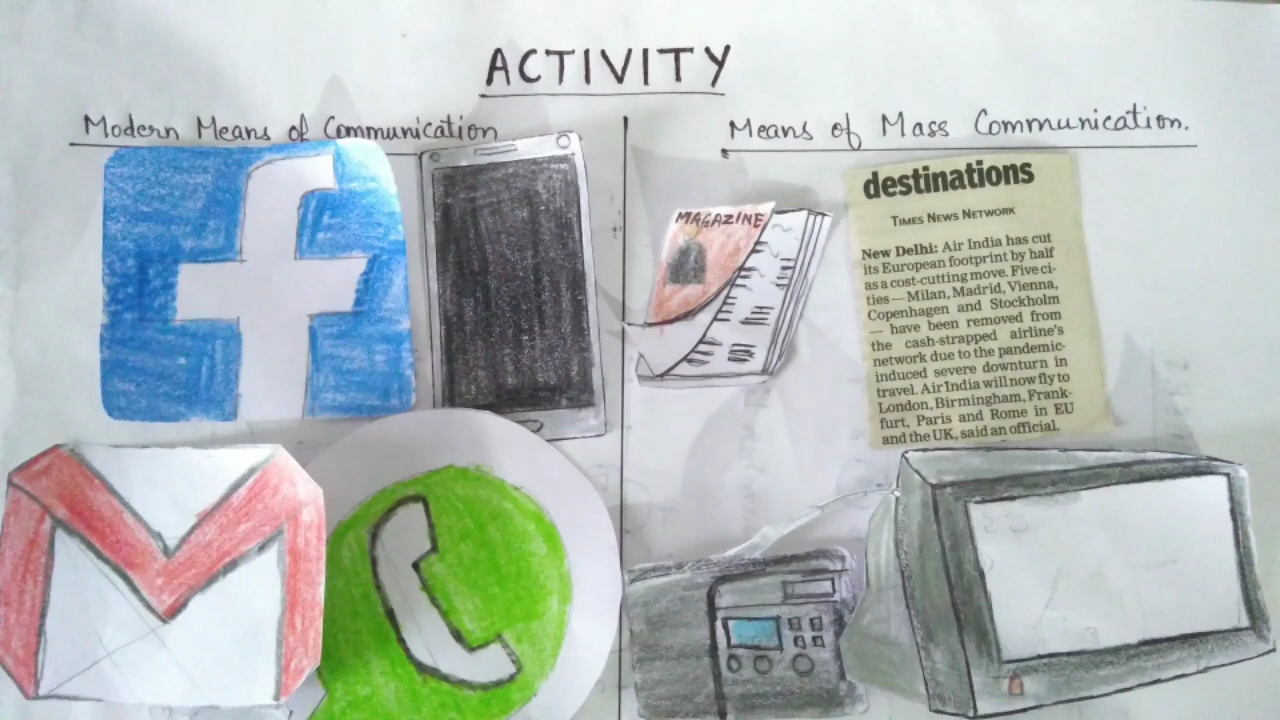 ACTIVITY
Modern Means of Communication
Means of Mass Communication.
MAGAZINE
destinations
TIMES NEWS NETWORK
New Delhi: Air India has cut
its European footprint by half
as a cost-cutting move. Five ci-
ties — Milan, Madrid, Vienna,
Copenhagen and Stockholm
— have been removed from
the cash-strapped airline's
network due to the pandemic-
induced severe downturn in
travel. Air India will now fly to
London, Birmingham, Frank-
furt, Paris and Rome in EU
and the UK, said an official.